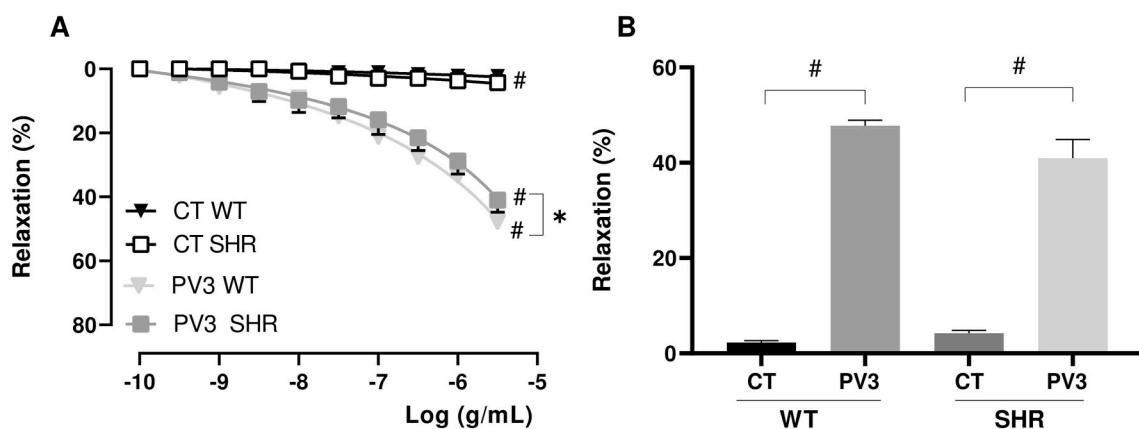 A
Relaxation (%)
0
20
40
60
80
#
#
#
*
CT WT
CT SHR
PV3 WT
PV3 SHR
-10 -9 -8 -7 -6 -5
Log (g/mL)
B
Relaxation (%)
60
40
20
0
# #
CT PV3 CT PV3
WT SHR